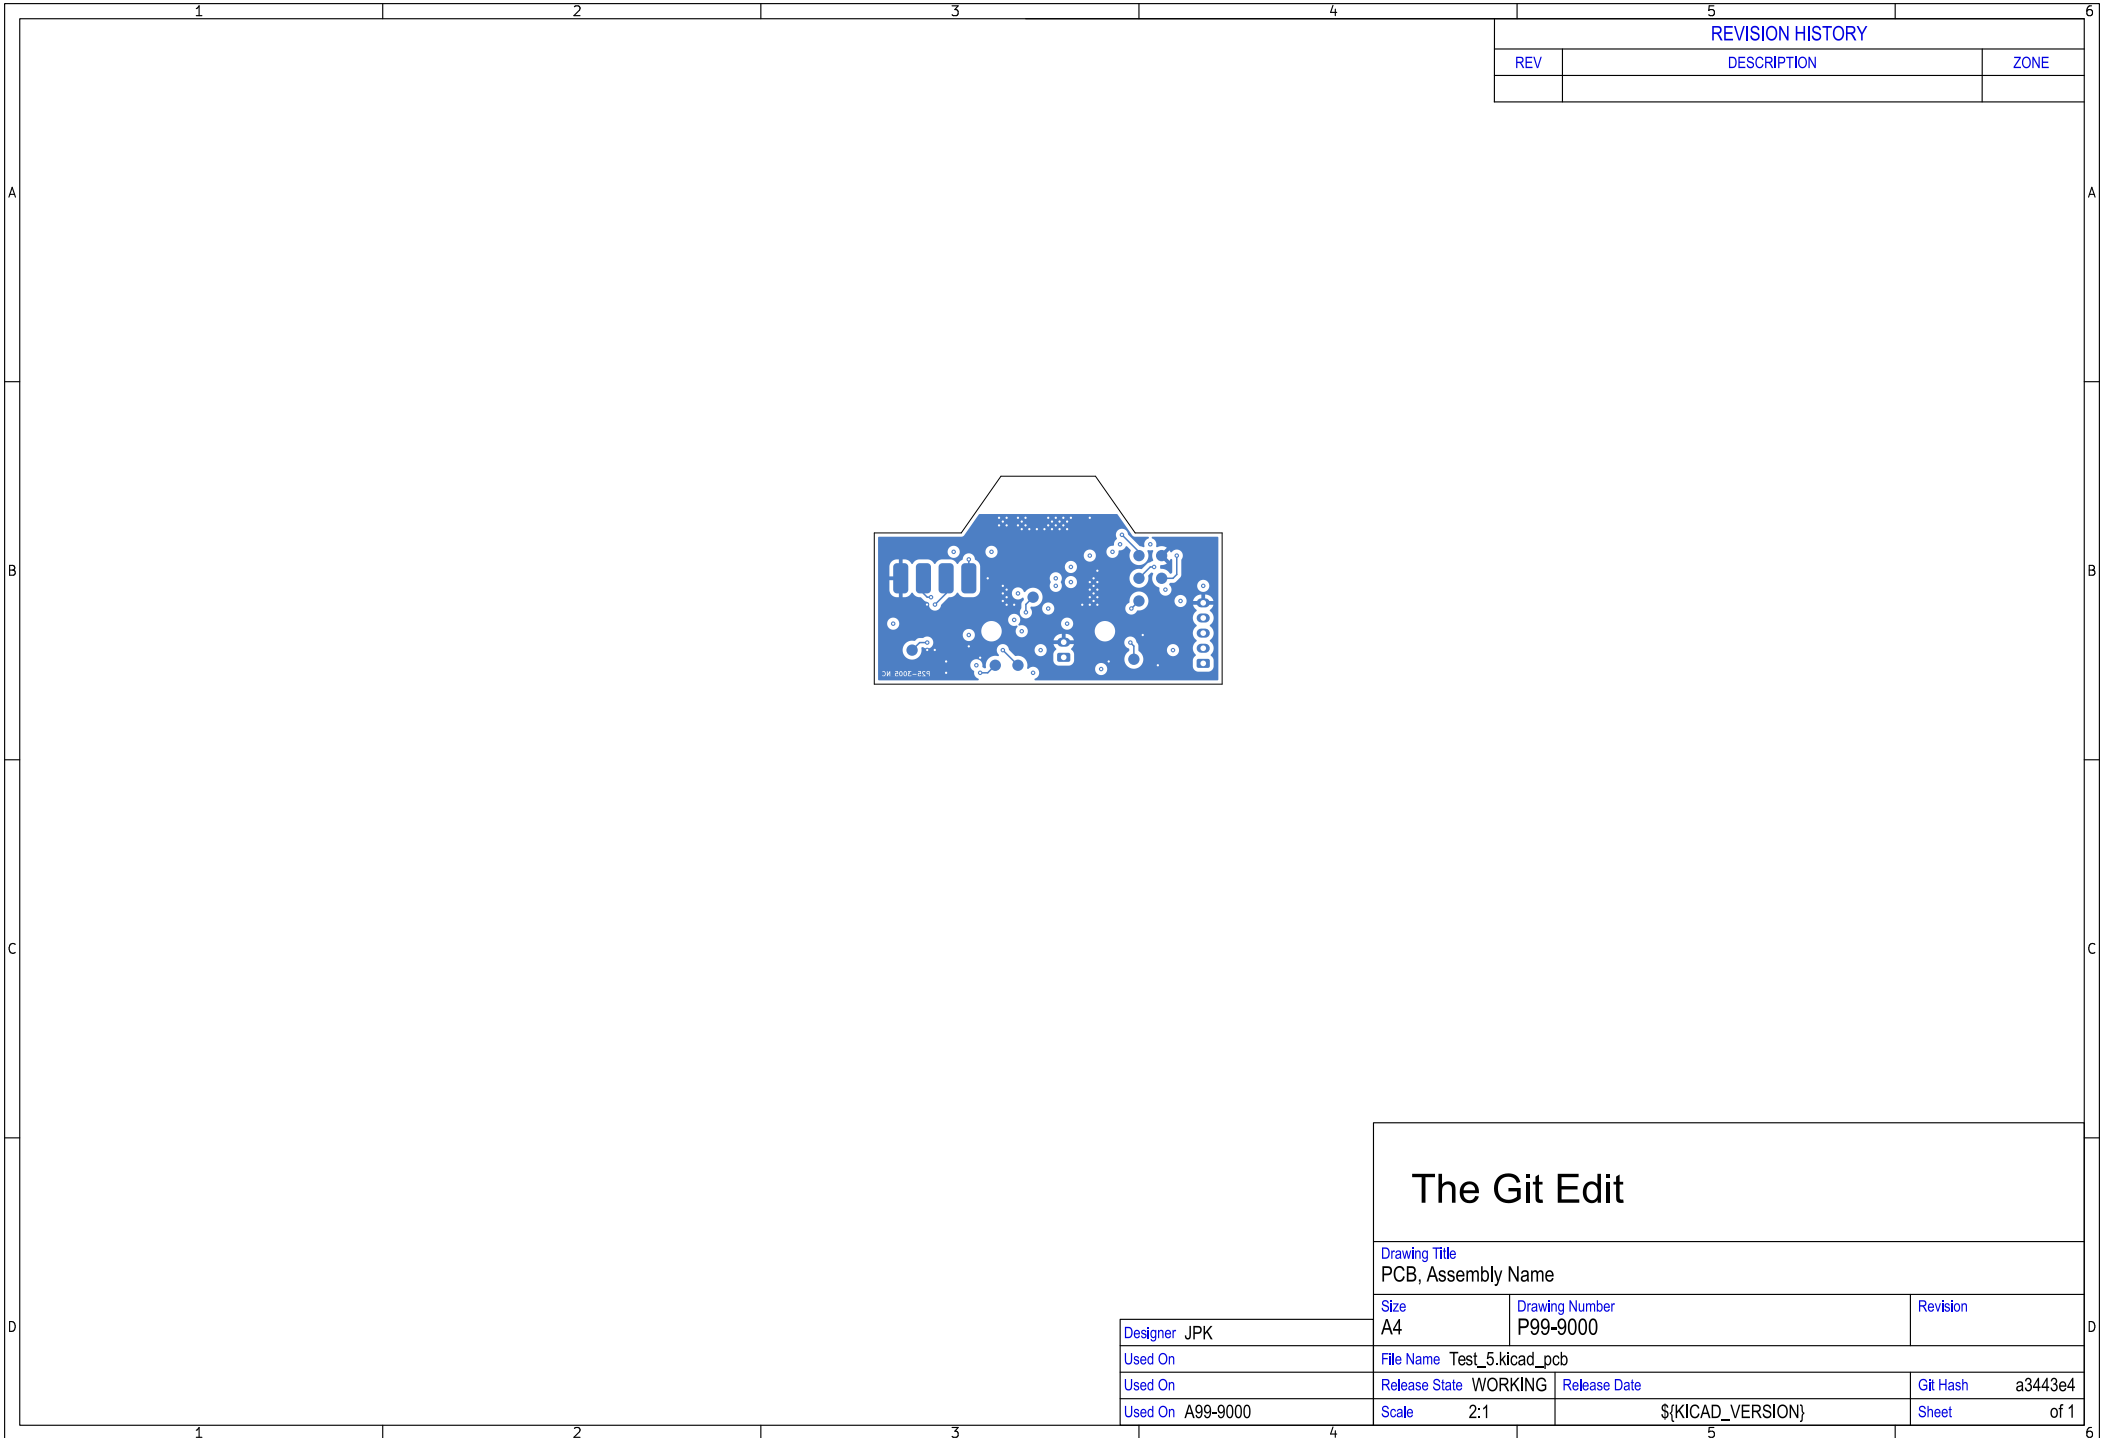 1 2 3 4 5 6
REVISION HISTORY
REV DESCRIPTION ZONE
A A
B B
P25-3005 NC
C C
The Git Edit
Drawing Title
PCB, Assembly Name
Size Drawing Number Revision
A4 P99-9000
D D
Designer JPK
Used On File Name Test_5.kicad_pcb
Used On Release State WORKING Release Date Git Hash a3443e4
Used On A99-9000 Scale 2:1 ${KICAD_VERSION} Sheet of 1
1 2 3 4 5 6